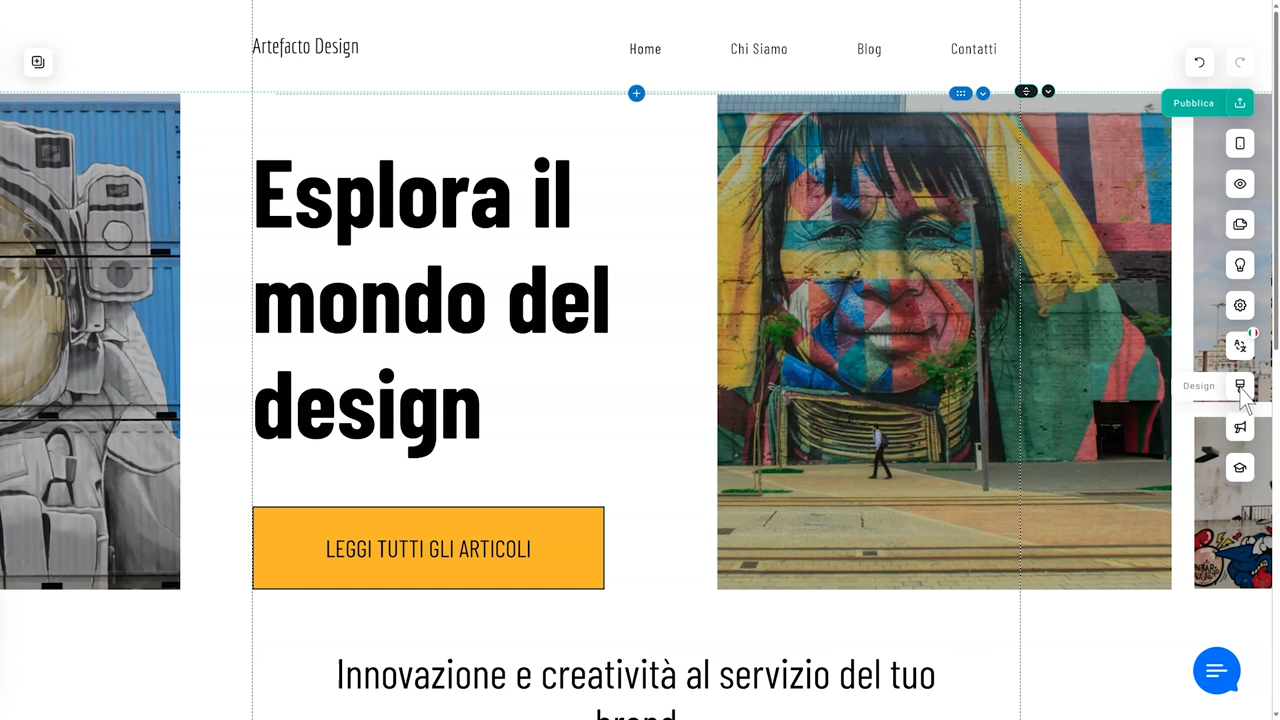 Artefacto Design
Home
Chi Siamo
Blog
Contatti
Pubblica
Esplora il
mondo del
design
Design
LEGGI TUTTI GLI ARTICOLI
Innovazione e creatività al servizio del tuo
brand